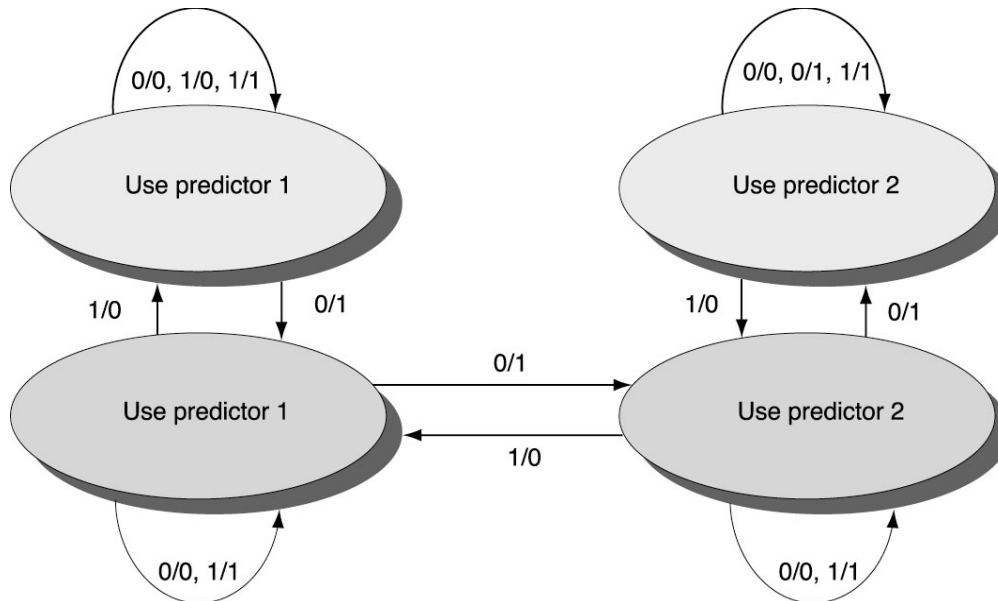 0/0, 1/0, 1/1
0/0, 0/1, 1/1
Use predictor 1
Use predictor 2
1/0
0/1
1/0
0/1
Use predictor 1
0/1
Use predictor 2
1/0
0/0, 1/1
0/0, 1/1